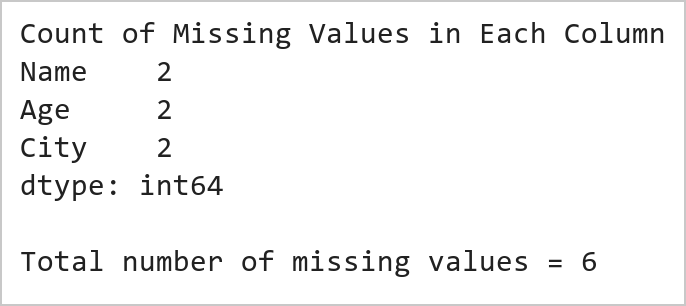 Count of Missing Values in Each Column
Name    2
Age     2
City    2
dtype: int64
Total number of missing values = 6